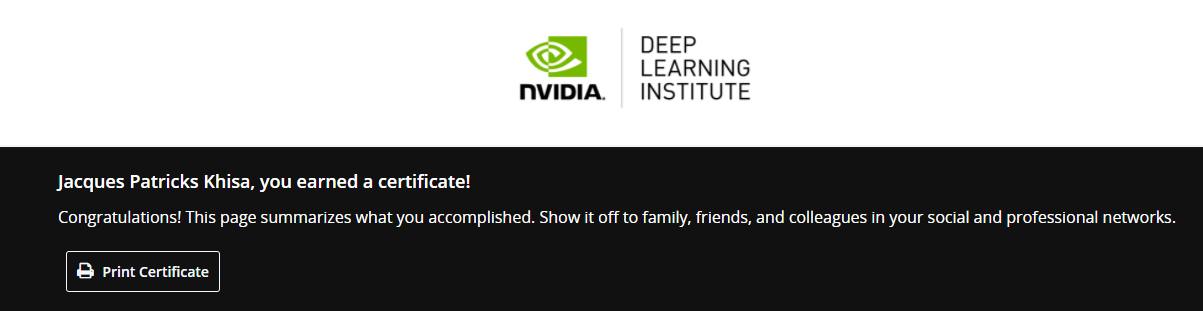 NVIDIA.
DEEP
LEARNING
INSTITUTE
Jacques Patricks Khisa, you earned a certificate!
Congratulations! This page summarizes what you accomplished. Show it off to family, friends, and colleagues in your social and professional networks.
Print Certificate